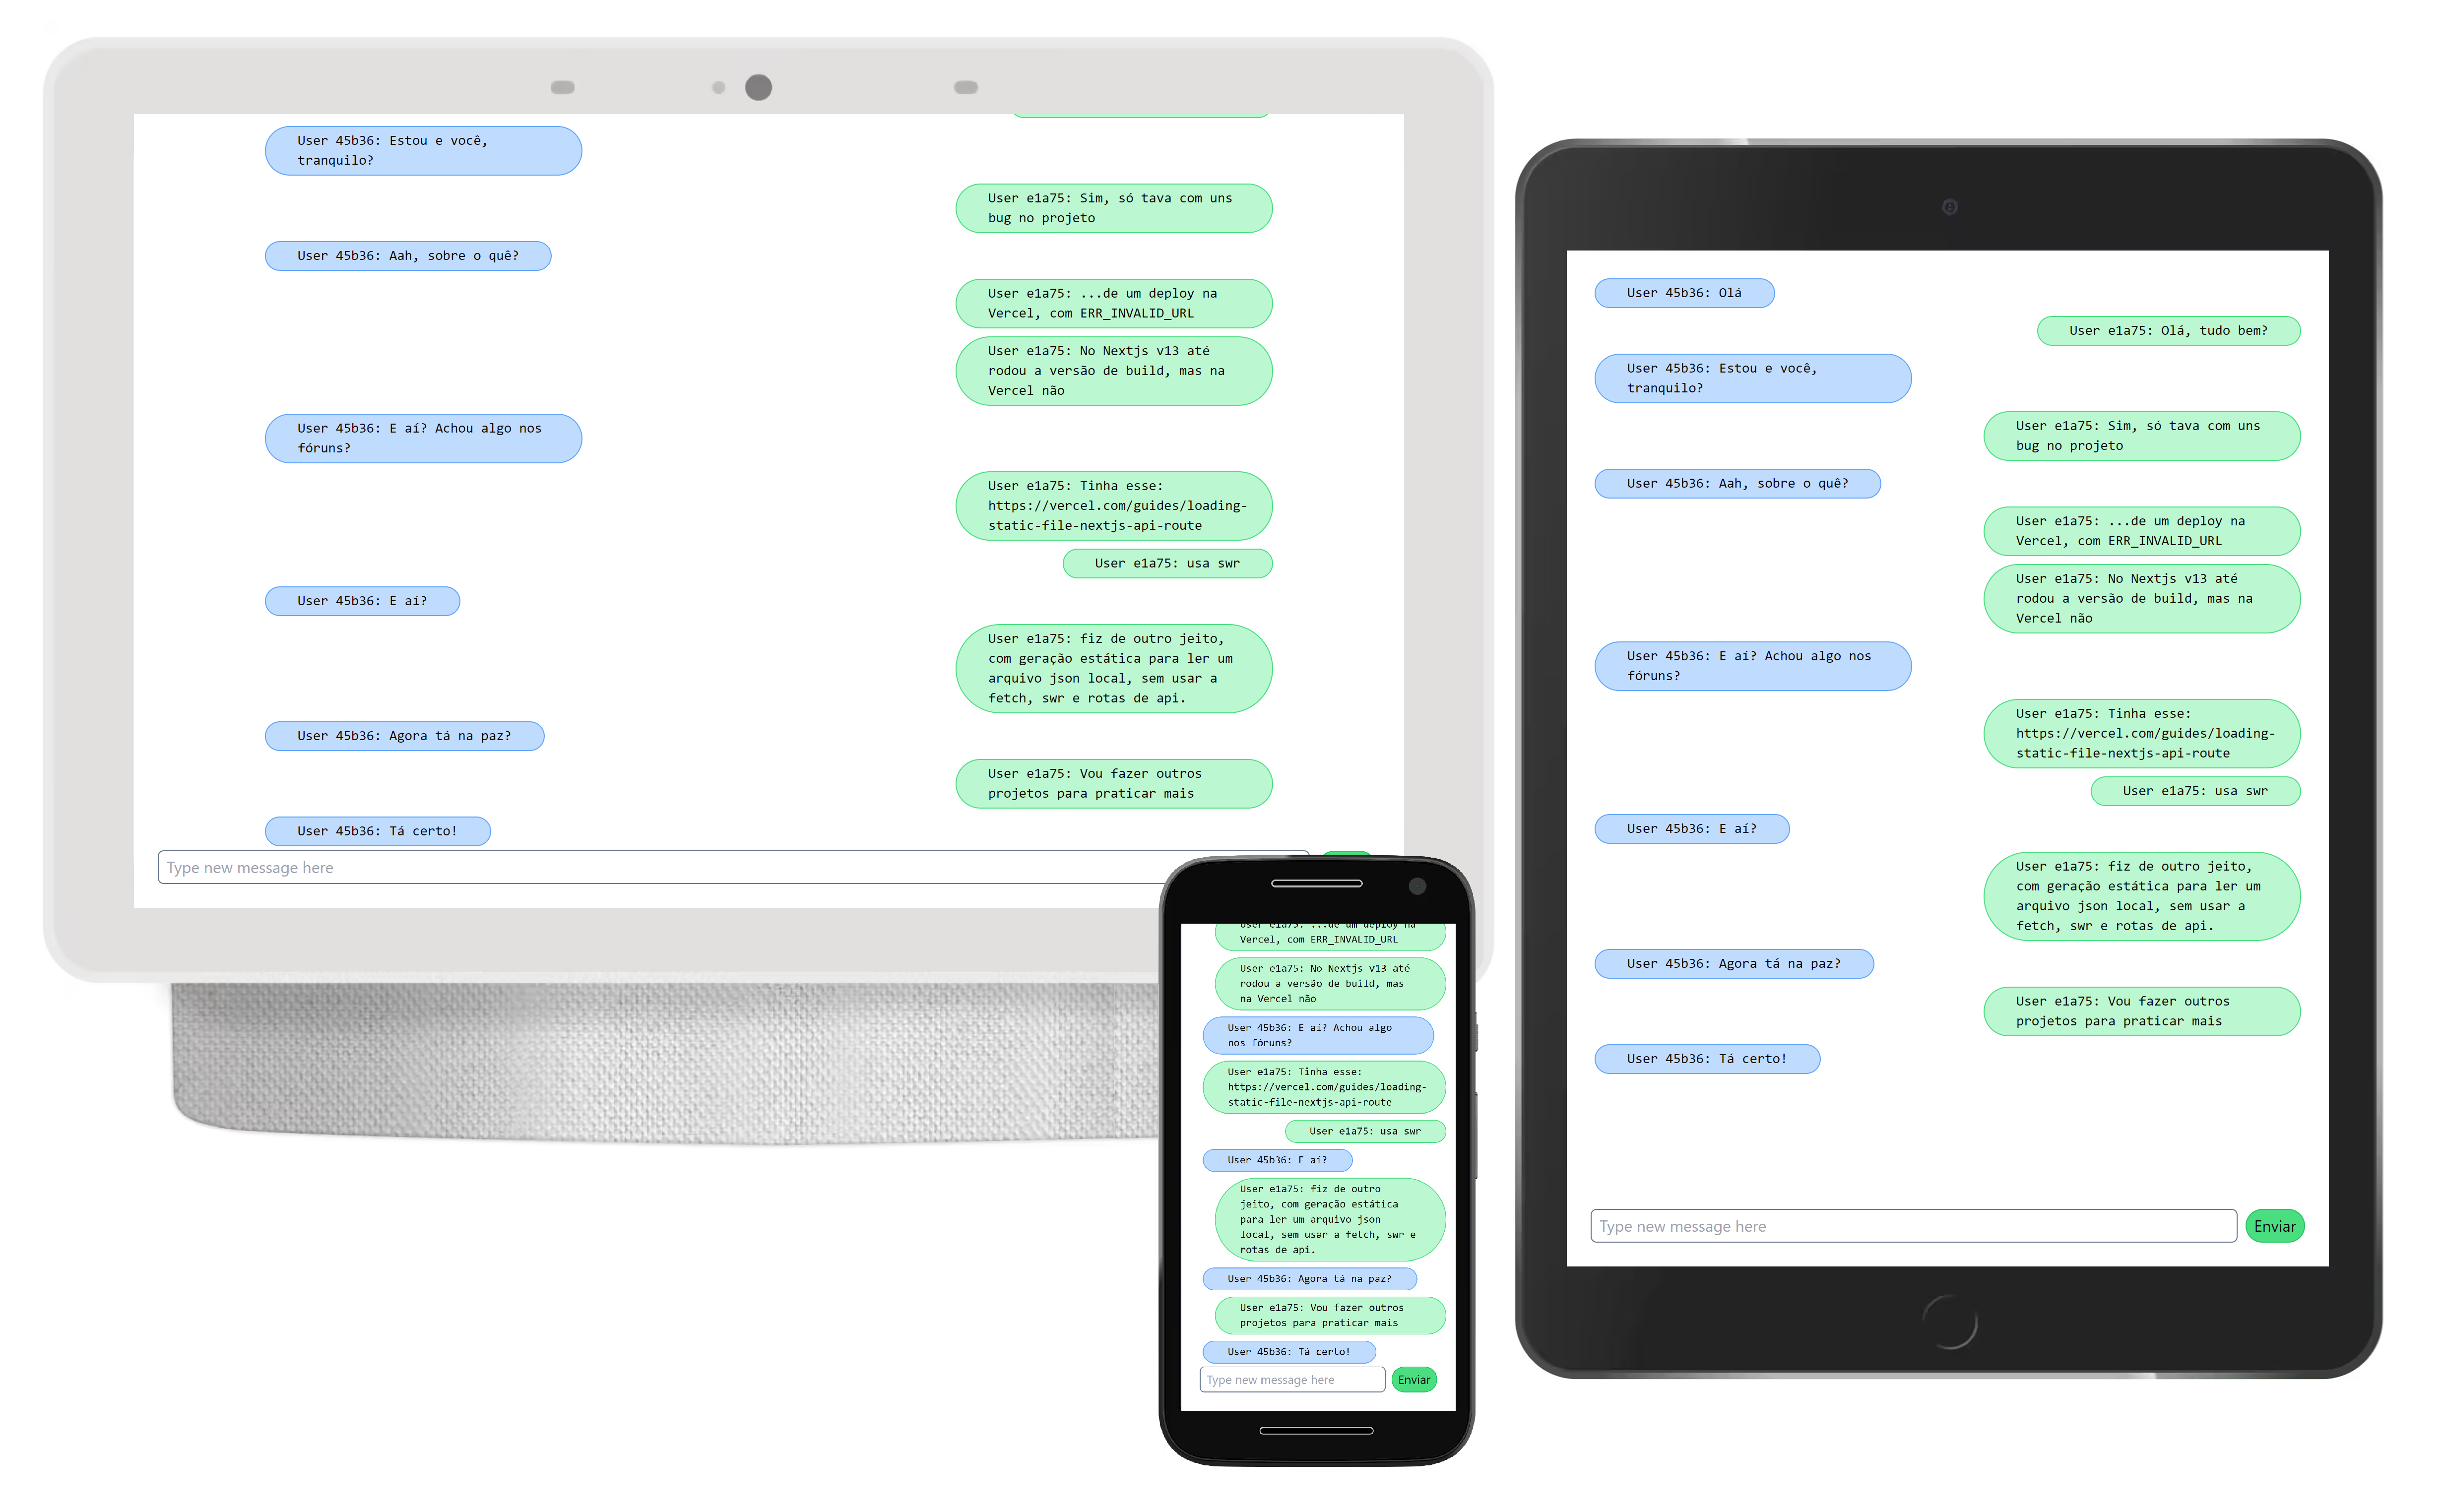 User 45b36: Estou e você,
tranquilo?
User e1a75: Sim, só tava com uns
bug no projeto
User 45b36: Aah, sobre o quê?
User e1a75: ...de um deploy na
Vercel, com ERR_INVALID_URL
User e1a75: No Nextjs v13 até
rodou a versão de build, mas na
Vercel não
User 45b36: E aí? Achou algo nos
fóruns?
User e1a75: Tinha esse:
https://vercel.com/guides/loading-
static-file-nextjs-api-route
User e1a75: usa swr
User 45b36: E aí?
User e1a75: fiz de outro jeito,
com geração estática para ler um
arquivo json local, sem usar a
fetch, swr e rotas de api.
User 45b36: Agora tá na paz?
User e1a75: Vou fazer outros
projetos para praticar mais
User 45b36: Tá certo!
Type new message here
User e1a75: ...de um deploy na
Vercel, com ERR_INVALID_URL
User e1a75: No Nextjs v13 até
rodou a versão de build, mas
na Vercel não
User 45b36: E aí? Achou algo
nos fóruns?
User e1a75: Tinha esse:
https://vercel.com/guides/loading-
static-file-nextjs-api-route
User e1a75: usa swr
User 45b36: E aí?
User e1a75: fiz de outro
jeito, com geração estática
para ler um arquivo json
local, sem usar a fetch, swr e
rotas de api.
User 45b36: Agora tá na paz?
User e1a75: Vou fazer outros
projetos para praticar mais
User 45b36: Tá certo!
Type new message here
Enviar
User 45b36: Olá
User e1a75: Olá, tudo bem?
User 45b36: Estou e você,
tranquilo?
User e1a75: Sim, só tava com uns
bug no projeto
User 45b36: Aah, sobre o quê?
User e1a75: ...de um deploy na
Vercel, com ERR_INVALID_URL
User e1a75: No Nextjs v13 até
rodou a versão de build, mas na
Vercel não
User 45b36: E aí? Achou algo nos
fóruns?
User e1a75: Tinha esse:
https://vercel.com/guides/loading-
static-file-nextjs-api-route
User e1a75: usa swr
User 45b36: E aí?
User e1a75: fiz de outro jeito,
com geração estática para ler um
arquivo json local, sem usar a
fetch, swr e rotas de api.
User 45b36: Agora tá na paz?
User e1a75: Vou fazer outros
projetos para praticar mais
User 45b36: Tá certo!
Type new message here
Enviar